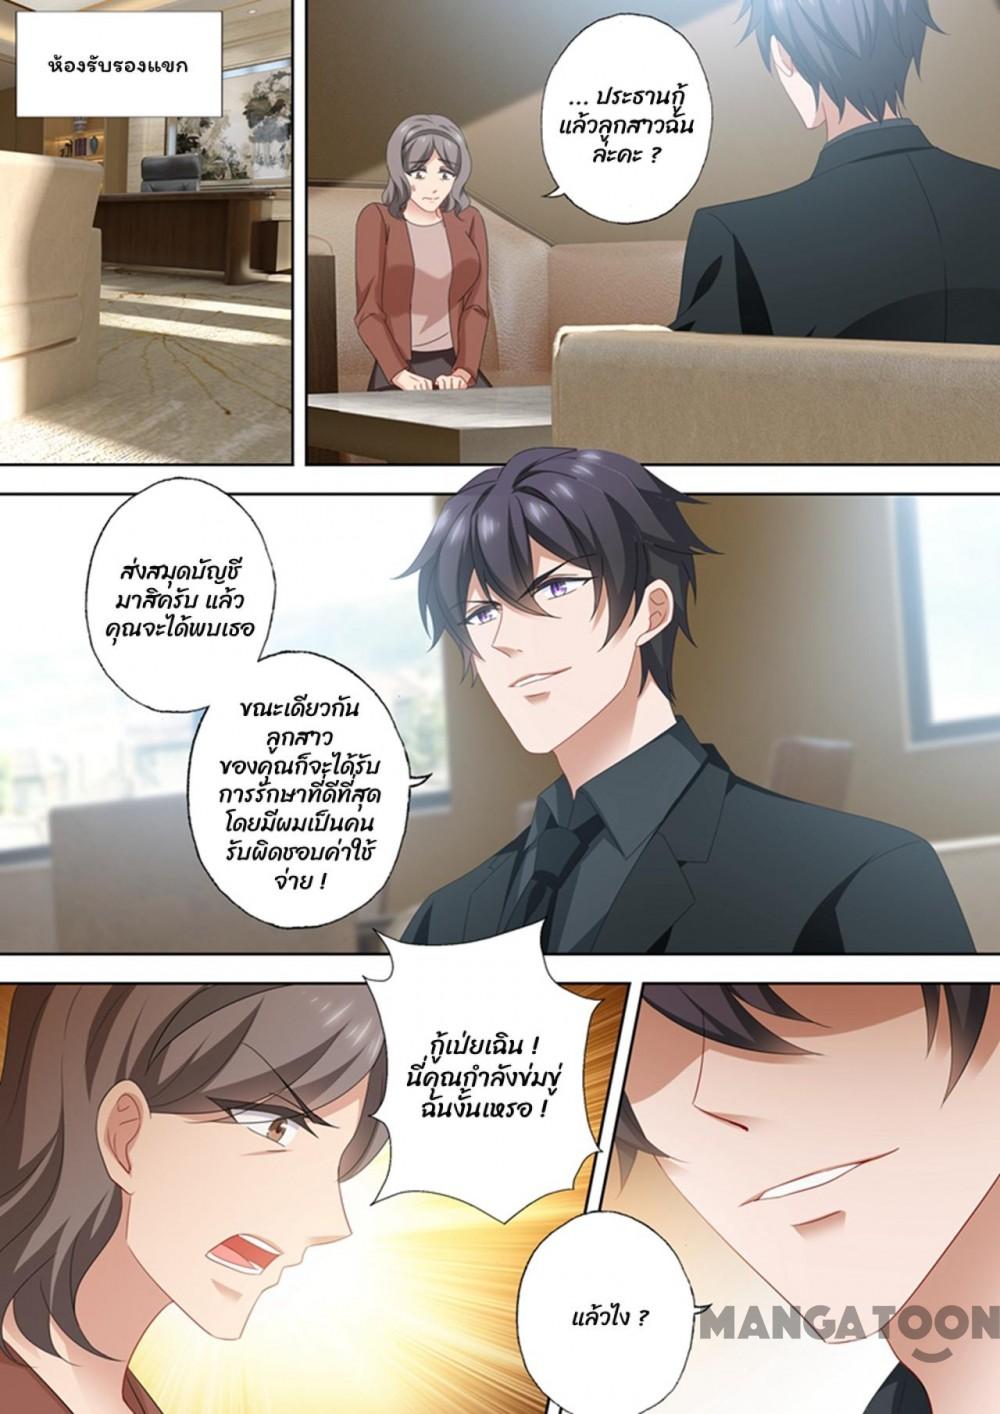 ห้องรับรองแขก
... ประธานกู้
แล้วลูกสาวฉัน
ล่ะคะ ?
ส่งสมุดบัญชี
มาสิครับ แล้ว
คุณจะได้พบเธอ
ขณะเดียวกัน
ลูกสาว
ของคุณก็จะได้รับ
การรักษาที่ดีที่สุด
โดยมีผมเป็นคน
รับผิดชอบค่าใช้
จ่าย !
กู้เป่ยเฉิน !
นี่คุณกำลังข่มขู่
ฉันงั้นเหรอ !
แล้วไง ?
MANGATOON